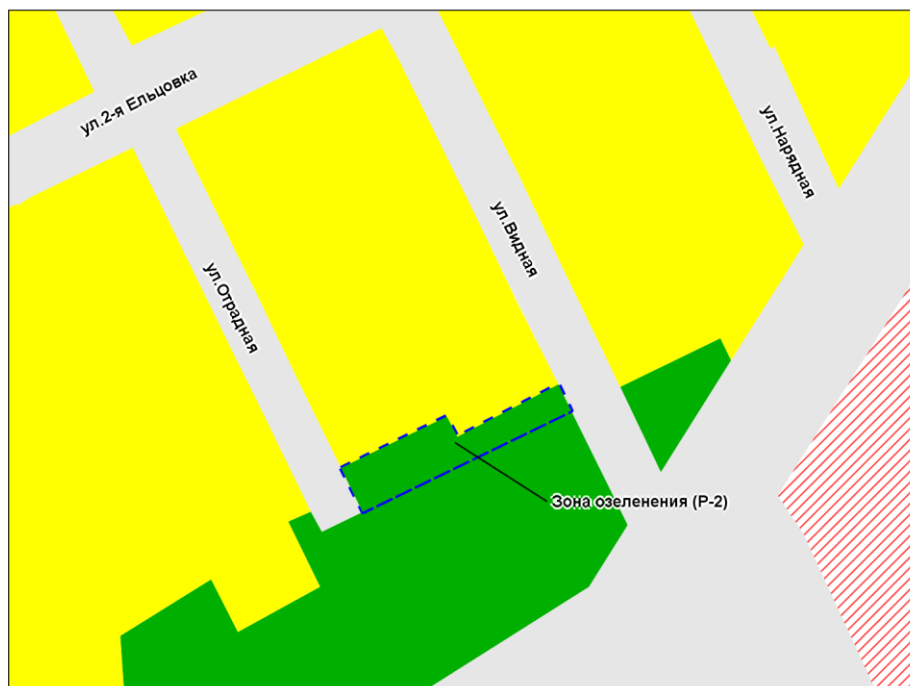 ул.2-я Ельцовка
ул.Нарядная
ул.Видная
ул.Отрадная
Зона озеленения (Р-2)